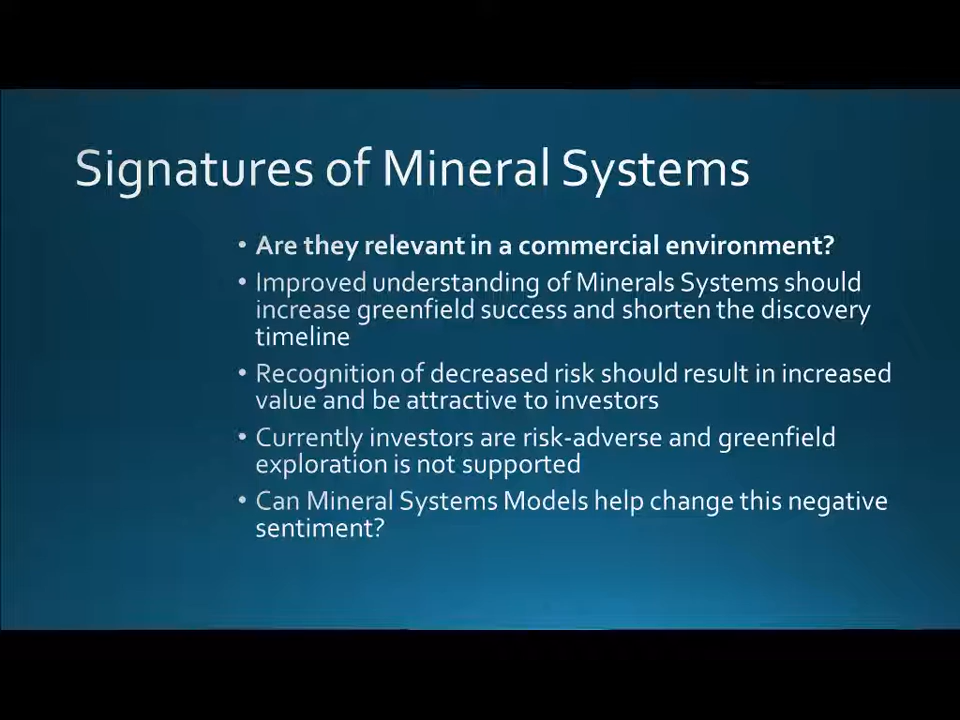 Signatures of Mineral Systems
• Are they relevant in a commercial environment?
• Improved understanding of Minerals Systems should
increase greenfield success and shorten the discovery
timeline
• Recognition of decreased risk should result in increased
value and be attractive to investors
• Currently investors are risk-adverse and greenfield
exploration is not supported
• Can Mineral Systems Models help change this negative
sentiment?